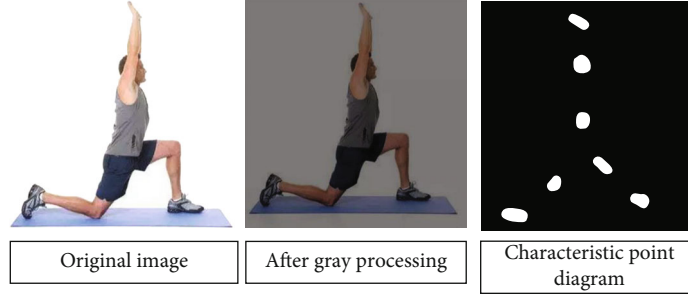 Original image
After gray processing
Characteristic point
diagram